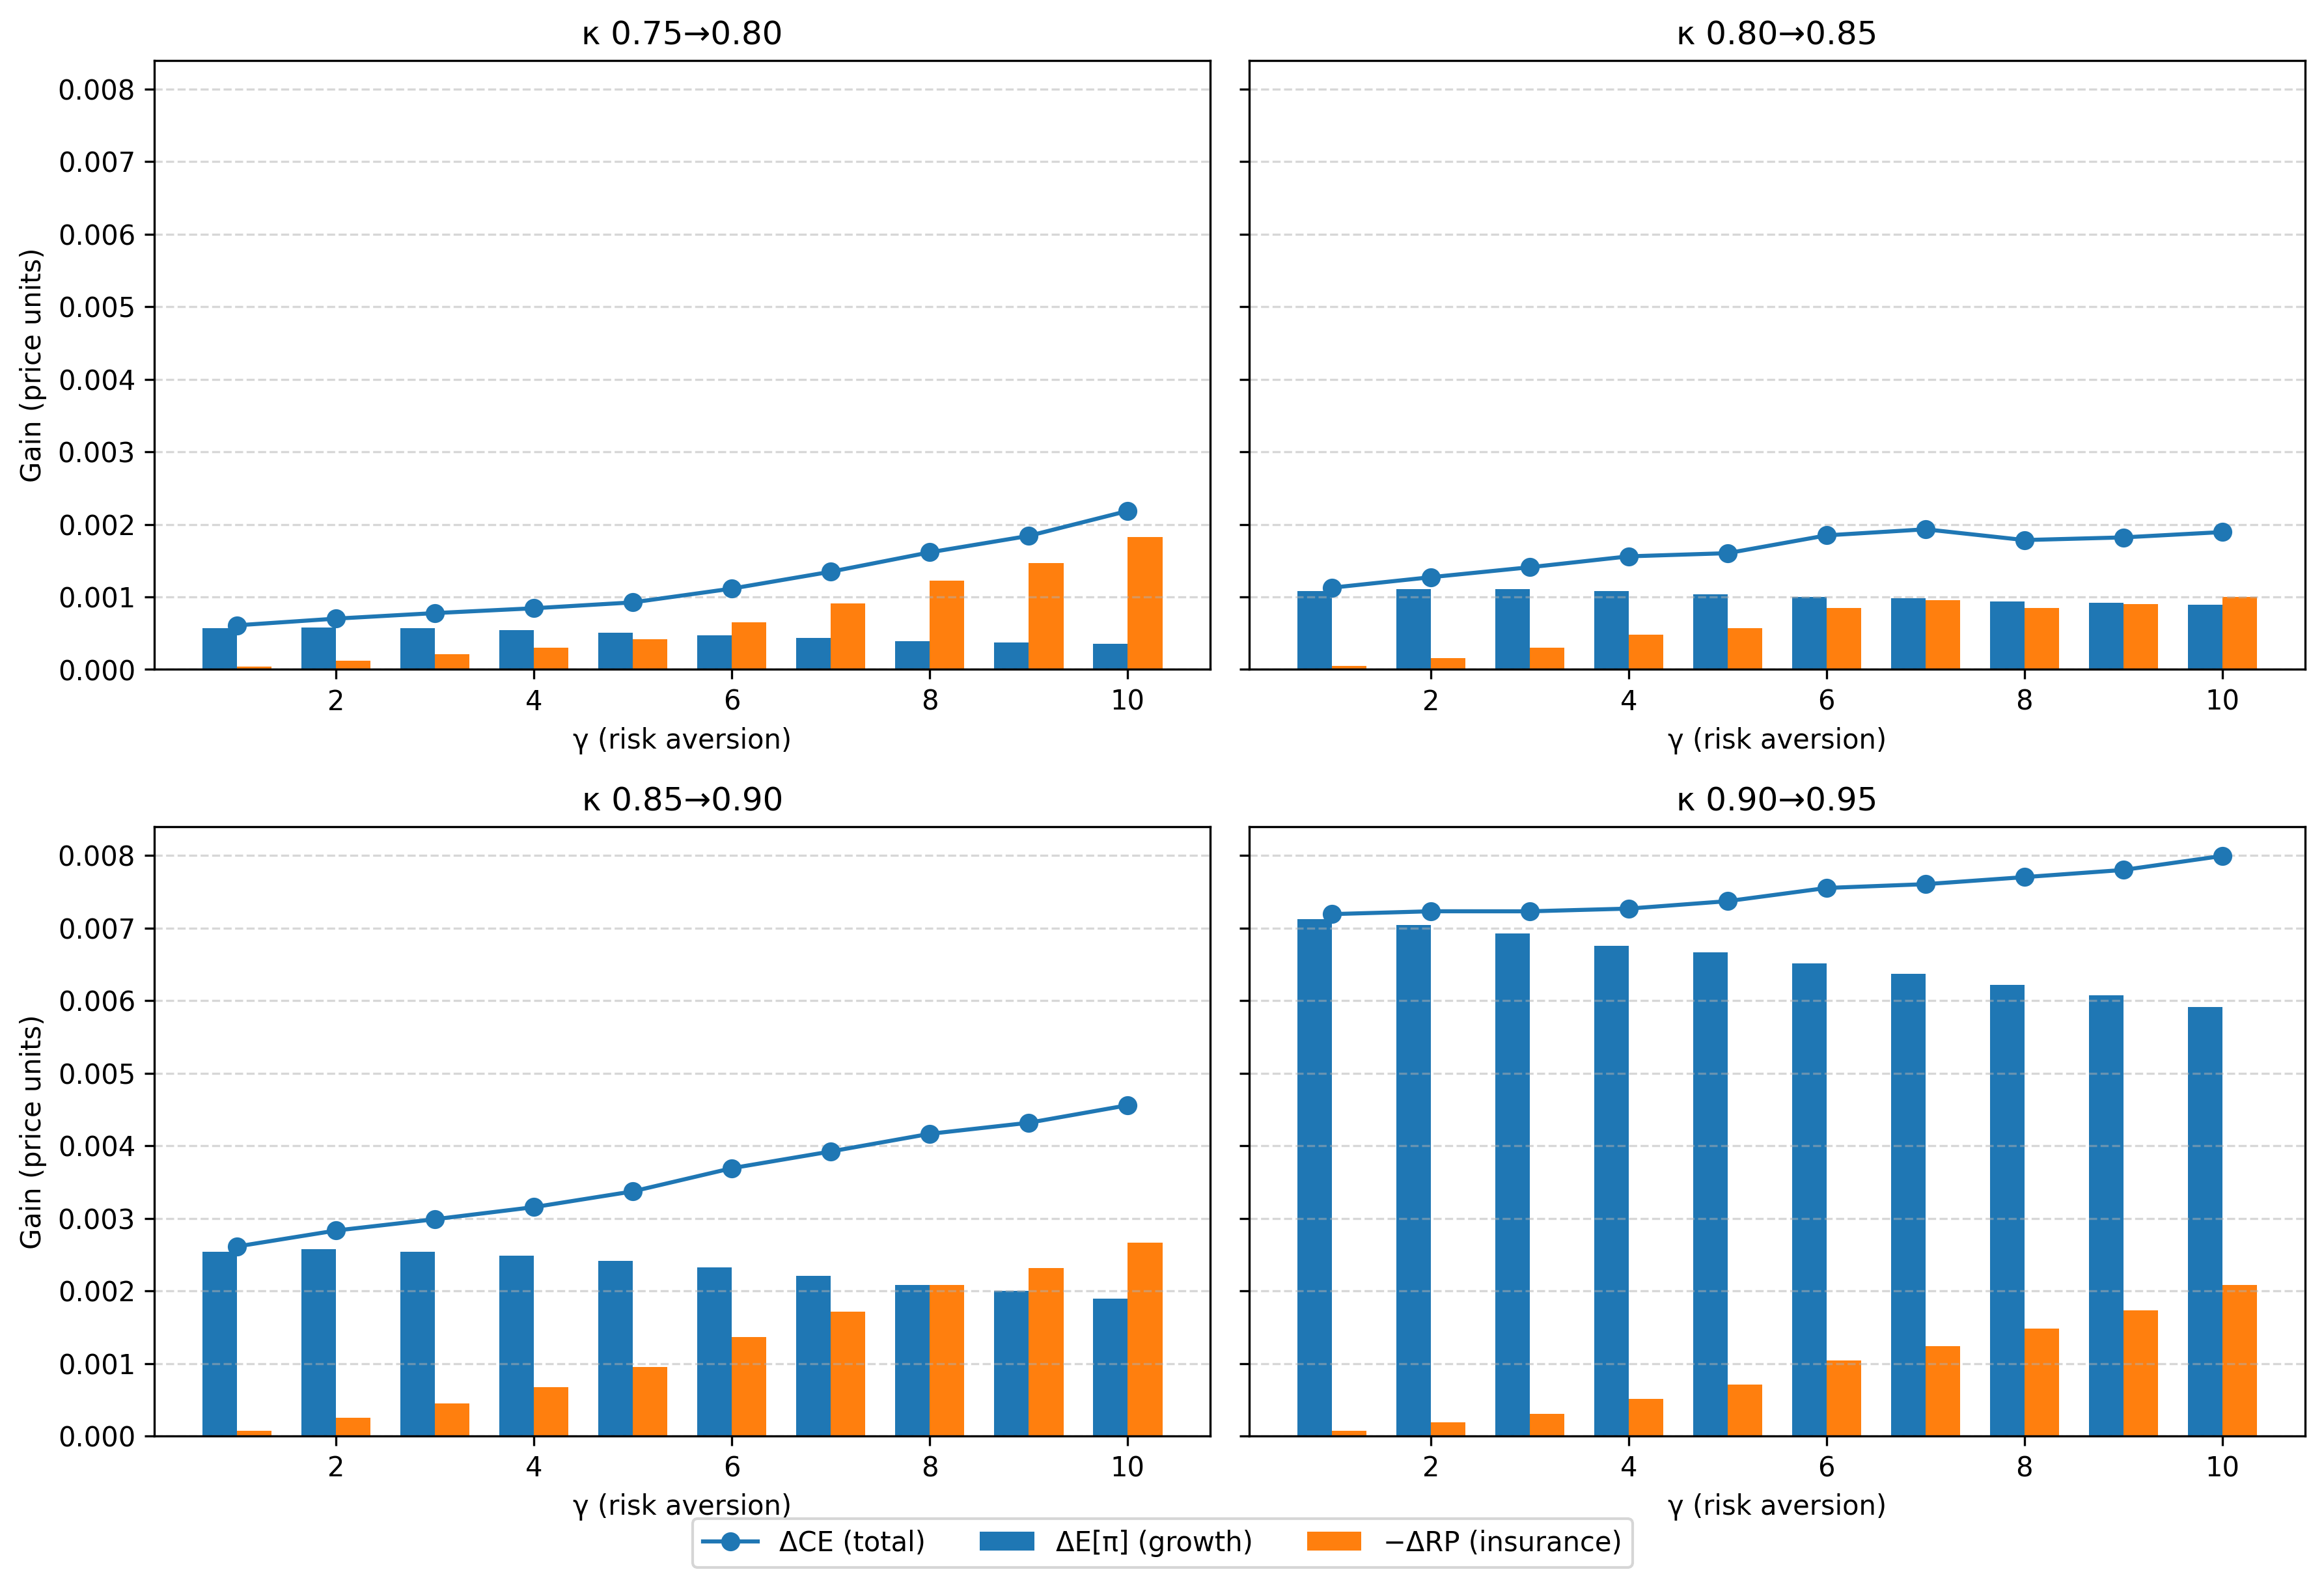 κ 0.75→0.80
κ 0.80→0.85
Gain (price units)
0.008
0.007
0.006
0.005
0.004
0.003
0.002
0.001
0.000
2 4 6 8 10
2 4 6 8 10
γ (risk aversion)
γ (risk aversion)
κ 0.85→0.90
κ 0.90→0.95
Gain (price units)
0.008
0.007
0.006
0.005
0.004
0.003
0.002
0.001
0.000
2 4 6 8 10
2 4 6 8 10
γ (risk aversion)
γ (risk aversion)
ΔCE (total) ΔE[π] (growth) −ΔRP (insurance)